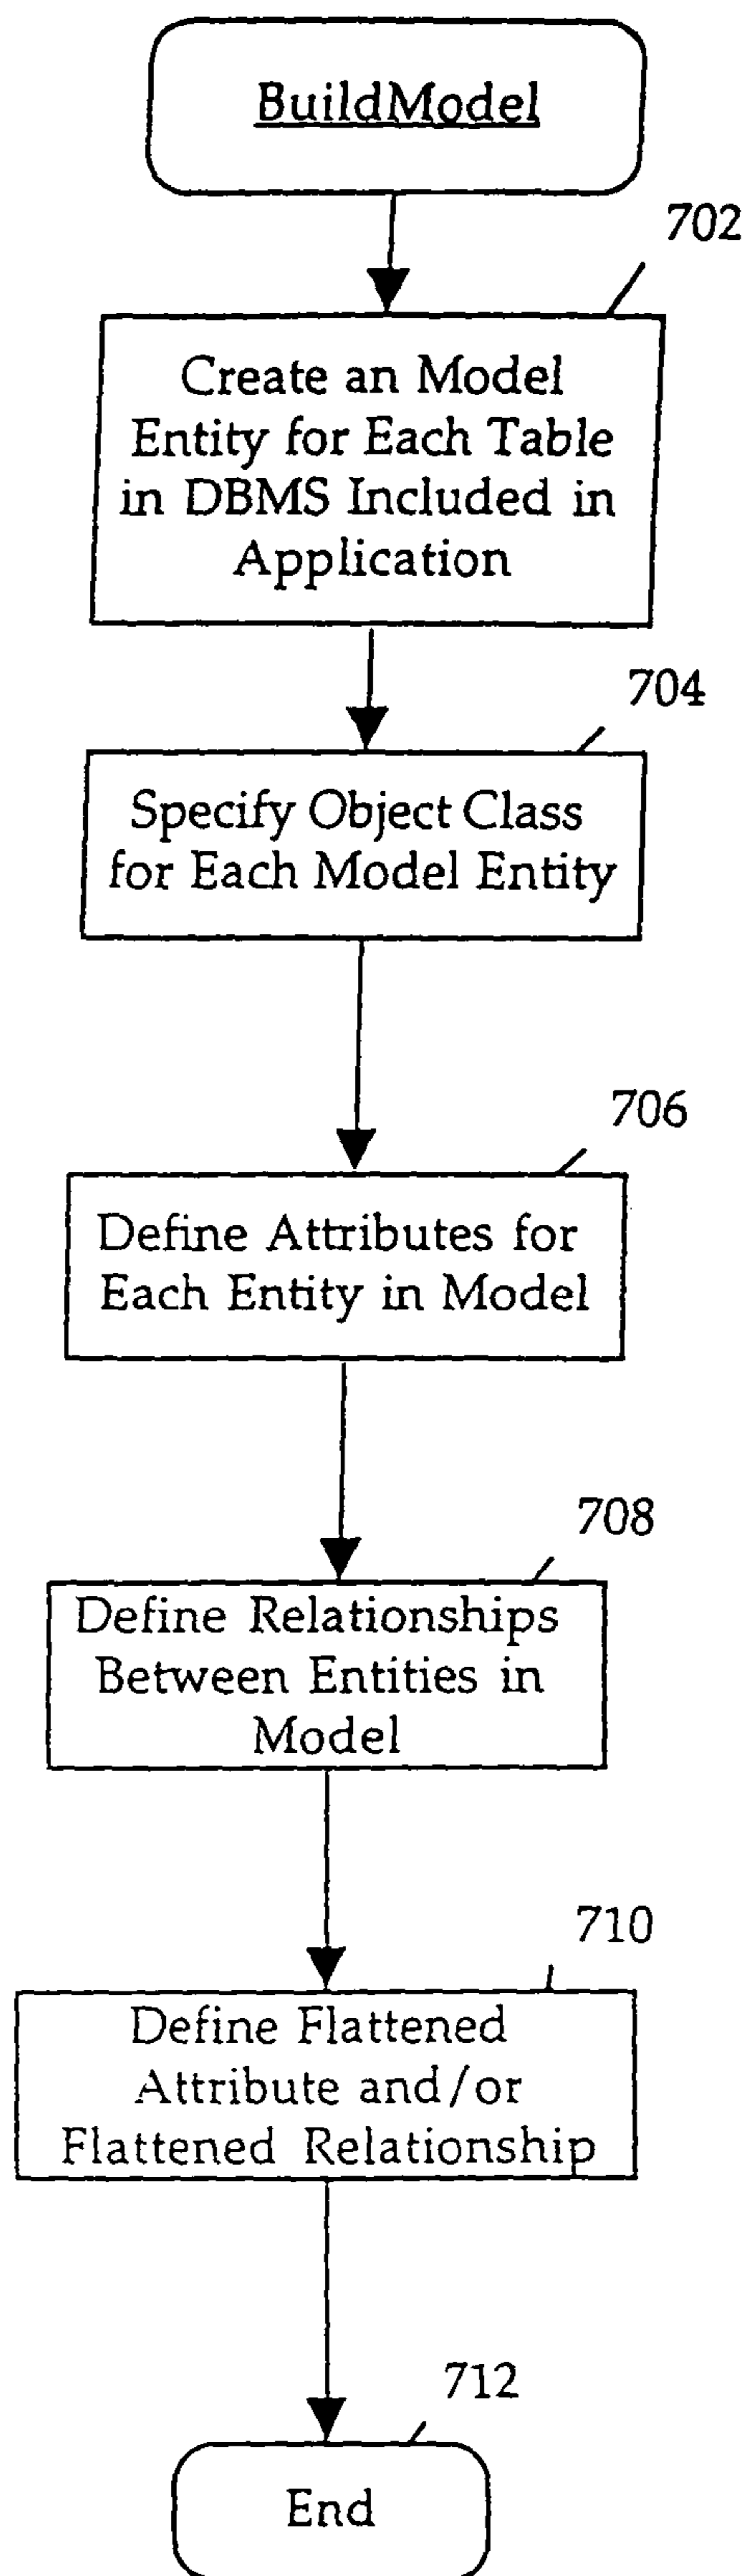 BuildModel
702
Create an Model
Entity for Each Table
in DBMS Included in
Application
704
Specify Object Class
for Each Model Entity
706
Define Attributes for
Each Entity in Model
708
Define Relationships
Between Entities in
Model
710
Define Flattened
Attribute and/or
Flattened Relationship
712
End